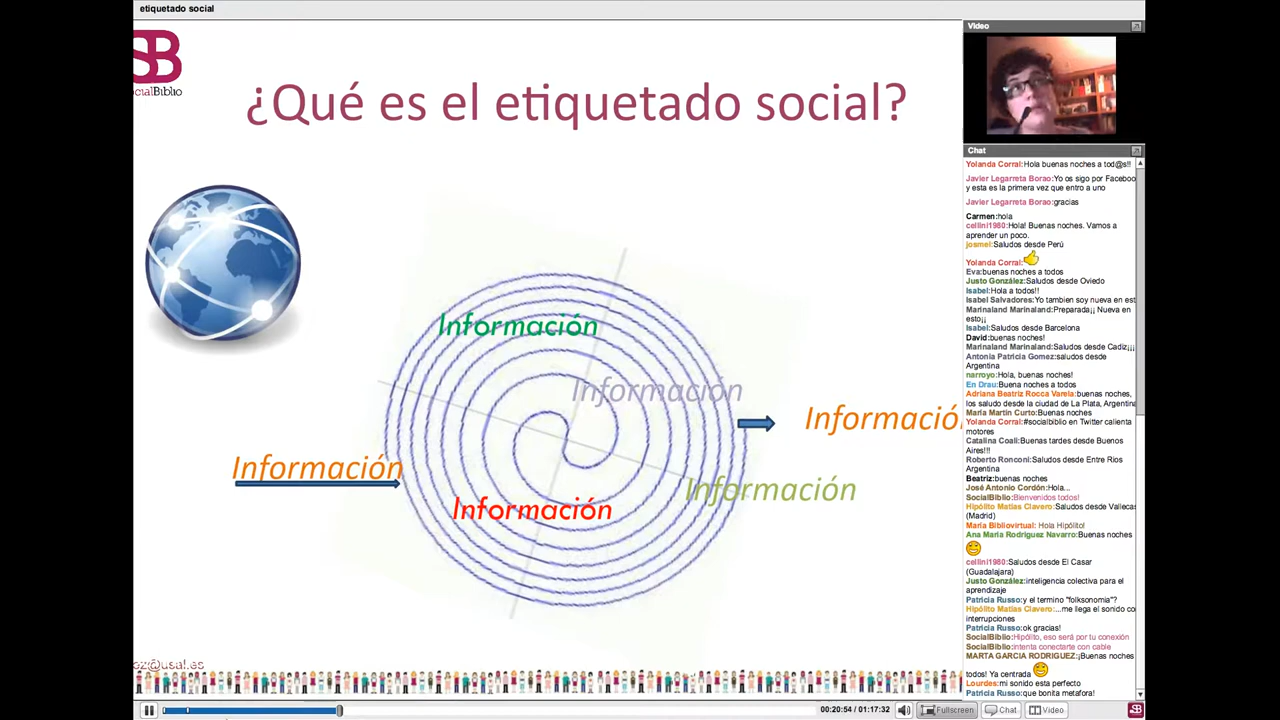 etiquetado social
SB
cialBiblio
¿Qué es el etiquetado social?
Información
Información
Información
Información
Información
Informació
oz@usal.es
Video
Chat
Yolanda Corral:Hola buenas noches a tod@s!!
Javier Legarreta Borao:Yo os sigo por Faceboo
y esta es la primera vez que entro a uno
Javier Legarreta Borao:gracias
Carmen:hola
cellini1980:Hola! Buenas noches. Vamos a
aprender un poco.
josmel:Saludos desde Perú
Yolanda Corral:
Eva:buenas noches a todos
Justo González:Saludos desde Oviedo
Isabel:Hola a todos!!
Isabel Salvadores:Yo tambien soy nueva en est
Marinaland Marinaland:Preparada¡¡ Nueva en
esto¡¡
Isabel:Saludos desde Barcelona
David:buenas noches!
Marinaland Marinaland:Saludos desde Cadiz¡¡¡
Antonia Patricia Gomez:saludos desde
Argentina
narroyo:Hola, buenas noches!
En Drau:Buena noches a todos
Adriana Beatriz Rocca Varela:buenas noches,
los saludo desde la ciudad de La Plata, Argentina
María Martín Curto:Buenas noches
Yolanda Corral:#socialbiblio en Twitter calienta
motores
Catalina Coali:Buenas tardes desde Buenos
Aires!!!
Roberto Ronconi:Saludos desde Entre Rios
Argentina
Beatriz:buenas noches
José Antonio Cordón:Hola...
SocialBiblio:Bienvenidos todos!
Hipólito Matías Clavero:Saludos desde Vallecas
(Madrid)
María Bibliovirtual: Hola Hipólito!
Ana María Rodríguez Navarro:Buenas noches
cellini1980:Saludos desde El Casar
(Guadalajara)
Justo González:inteligencia colectiva para el
aprendizaje
Patricia Russo:y el termino "folksonomia"?
Hipólito Matías Clavero:...me llega el sonido co
interrupciones
Patricia Russo:ok gracias!
SocialBiblio:Hipólito, eso será por tu conexión
SocialBiblio:intenta conectarte con cable
MARTA GARCIA RODRIGUEZ:¡Buenas noches
todos! Ya centrada
Lourdes:mi sonido esta perfecto
Patricia Russo:que bonita metafora!
00:20:54 / 01:17:32
Fullscreen
Chat
Video
SB